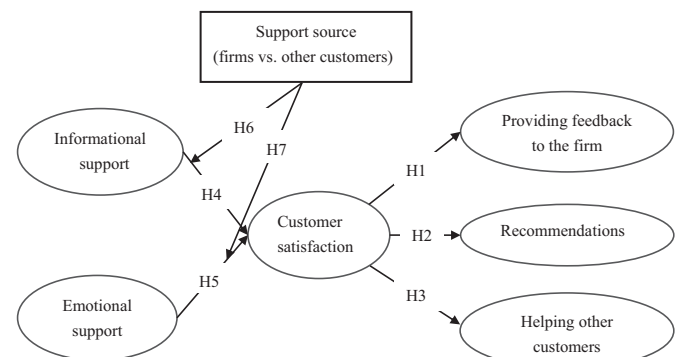 Support source
(firms vs. other customers)
H6
H7
Informational
support
H4
Providing feedback
to the firm
H1
Customer
satisfaction
H2
Recommendations
H5
Emotional
support
H3
Helping other
customers